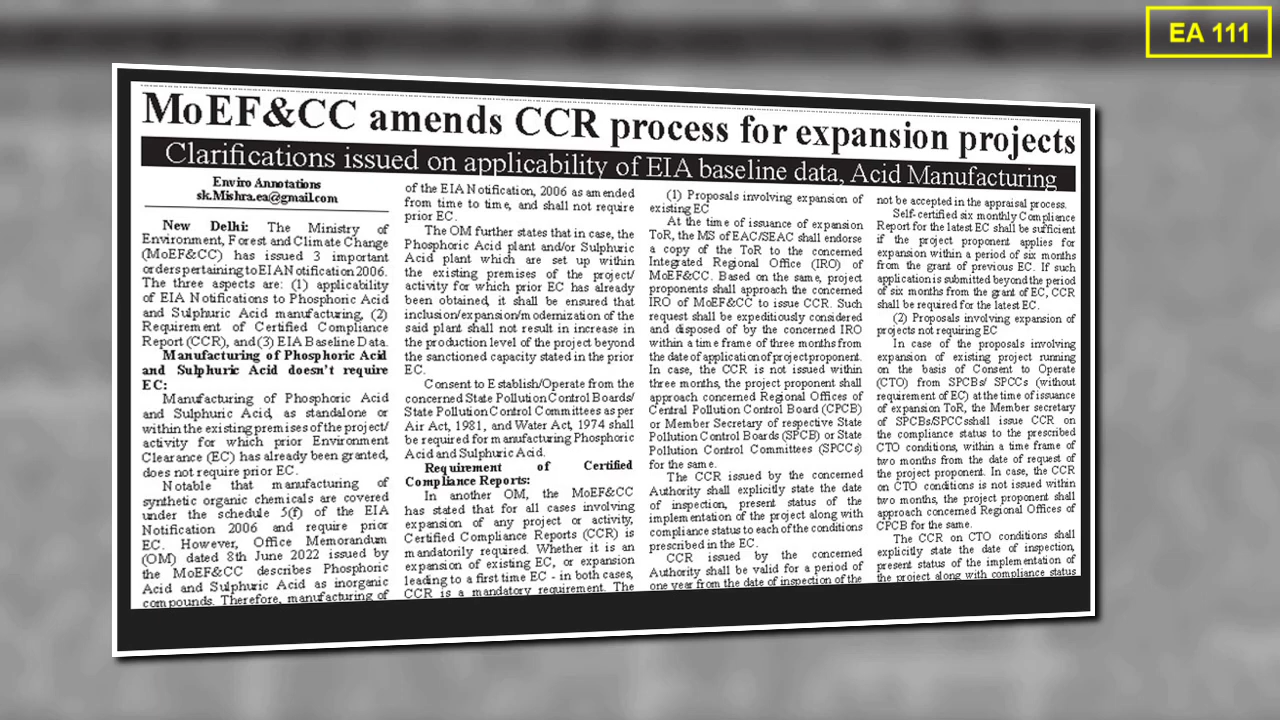 EA 111
MoEF&CC amends CCR process for expansion projects
Clarifications issued on applicability of EIA baseline data, Acid Manufacturing
Enviro Annotations
sk.Mishra.ea@gmail.com
New Delhi: The Ministry of
Environment, Forest and Climate Change
(MoEF&CC) has issued 3 important
orders pertaining to EIA Notification 2006.
The three aspects are: (1) applicability
of EIA Notifications to Phosphoric Acid
and Sulphuric Acid manufacturing, (2)
Requirement of Certified Compliance
Report (CCR), and (3) EIA Baseline Data.
Manufacturing of Phosphoric Acid
and Sulphuric Acid doesn't require
EC:
Manufacturing of Phosphoric Acid
and Sulphuric Acid, as standalone or
within the existing premises of the project/
activity for which prior Environment
Clearance (EC) has already been granted,
does not require prior EC.
Notable that manufacturing of
synthetic organic chemicals are covered
under the schedule 5(f) of the EIA
Notification 2006 and require prior
EC. However, Office Memorandum
(OM) dated 8th June 2022 issued by
the MoEF&CC describes Phosphoric
Acid and Sulphuric Acid as inorganic
compounds. Therefore, manufacturing of
of the EIA Notification, 2006 as amended
from time to time, and shall not require
prior EC.
The OM further states that in case, the
Phosphoric Acid plant and/or Sulphuric
Acid plant which are set up within
the existing premises of the project/
activity for which prior EC has already
been obtained, it shall be ensured that
inclusion/expansion/modernization of the
said plant shall not result in increase in
the production level of the project beyond
the sanctioned capacity stated in the prior
EC.
Consent to Establish/Operate from the
concerned State Pollution Control Boards/
State Pollution Control Committees as per
Air Act, 1981, and Water Act, 1974 shall
be required for manufacturing Phosphoric
Acid and Sulphuric Acid.
Requirement of Certified
Compliance Reports:
In another OM, the MoEF&CC
has stated that for all cases involving
expansion of any project or activity,
Certified Compliance Reports (CCR) is
mandatorily required. Whether it is an
expansion of existing EC, or expansion
leading to a first time EC - in both cases,
CCR is a mandatory requirement. The
(1) Proposals involving expansion of
existing EC
At the time of issuance of expansion
ToR, the MS of EAC/SEAC shall endorse
a copy of the ToR to the concerned
Integrated Regional Office (IRO) of
MoEF&CC. Based on the same, project
proponents shall approach the concerned
IRO of MoEF&CC to issue CCR. Such
request shall be expeditiously considered
and disposed of by the concerned IRO
within a time frame of three months from
the date of application of project proponent.
In case, the CCR is not issued within
three months, the project proponent shall
approach concerned Regional Offices of
Central Pollution Control Board (CPCB)
or Member Secretary of respective State
Pollution Control Boards (SPCB) or State
Pollution Control Committees (SPCCs)
for the same.
The CCR issued by the concerned
Authority shall explicitly state the date
of inspection, present status of the
implementation of the project along with
compliance status to each of the conditions
prescribed in the EC.
CCR issued by the concerned
Authority shall be valid for a period of
one year from the date of inspection of the
not be accepted in the appraisal process.
Self-certified six monthly Compliance
Report for the latest EC shall be sufficient
if the project proponent applies for
expansion within a period of six months
from the grant of previous EC. If such
application is submitted beyond the period
of six months from the grant of EC, CCR
shall be required for the latest EC.
(2) Proposals involving expansion of
projects not requiring EC
In case of the proposals involving
expansion of existing project running
on the basis of Consent to Operate
(CTO) from SPCBs/ SPCCs (without
requirement of EC) at the time of issuance
of expansion ToR, the Member secretary
of SPCBs/SPCCsshall issue CCR on
the compliance status to the prescribed
CTO conditions, within a time frame of
two months from the date of request of
the project proponent. In case, the CCR
on CTO conditions is not issued within
two months, the project proponent shall
approach concerned Regional Offices of
CPCB for the same.
The CCR on CTO conditions shall
explicitly state the date of inspection,
present status of the implementation of
the project along with compliance status